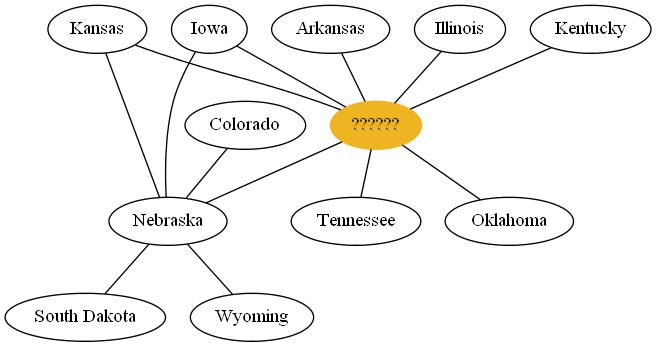 Kansas
Iowa
Arkansas
Illinois
Kentucky
Colorado
??????
Nebraska
Tennessee
Oklahoma
South Dakota
Wyoming